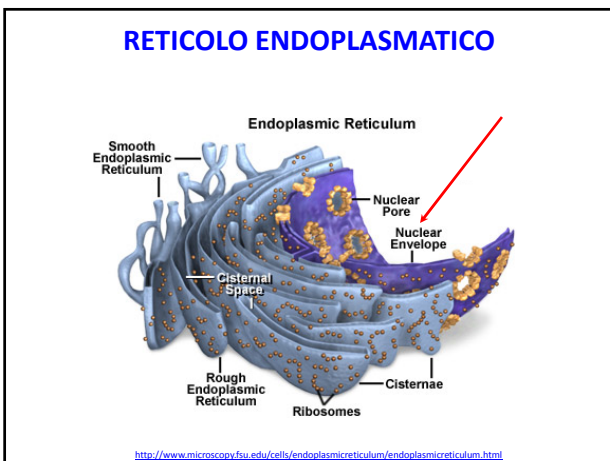 RETICOLO ENDOPLASMATICO
Endoplasmic Reticulum
Smooth
Endoplasmic
Reticulum
Nuclear
Pore
Nuclear
Envelope
Cisternal
Space
Rough
Endoplasmic
Reticulum
Ribosomes
Cisternae
http://www.microscopy.fsu.edu/cells/endoplasmicreticulum/endoplasmicreticulum.html